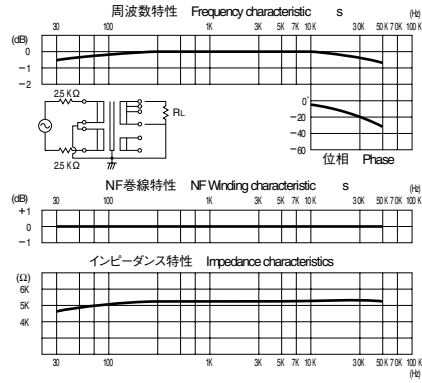 周波数特性 Frequency characteristic s
(Hz)
30 100 1K 3K 5K 7K 10K 30K 50K 70K 100K
(dB)
0
−1
−2
2.5KΩ
RL
2.5KΩ
0°
−20
−40
−60
位相 Phase
NF巻線特性 NF Winding characteristic s
(Hz)
(dB) 30 100 1K 3K 5K 7K 10K 30K 50K 70K 100K
+1
0
−1
インピーダンス特性 Impedance characteristics
(Ω)
6K
5K
4K
30 100 1K 3K 5K 7K 10K 30K 50K 70K 100K
(Hz)